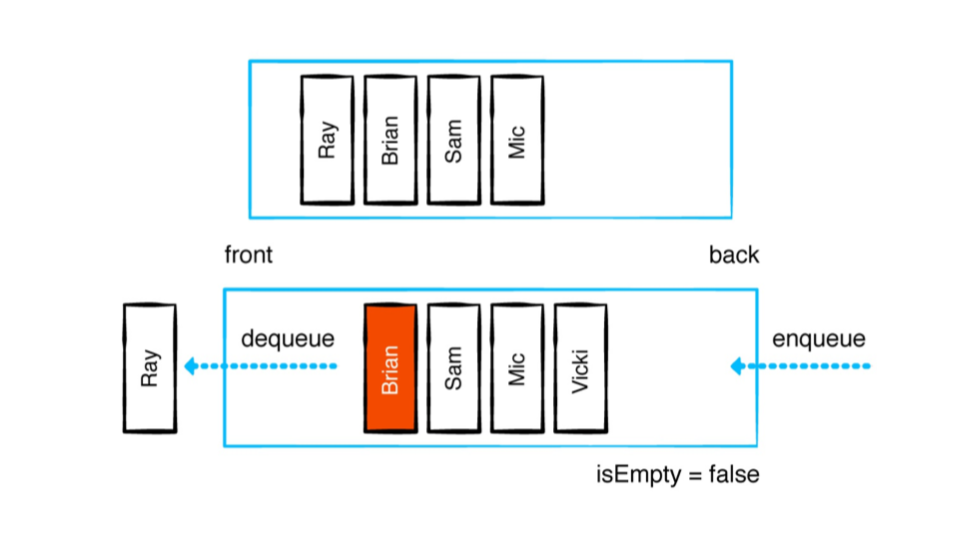 Ray
Brian
Sam
Mic
front
back
Ray
dequeue
Brian
Sam
Mic
Vicki
enqueue
isEmpty = false